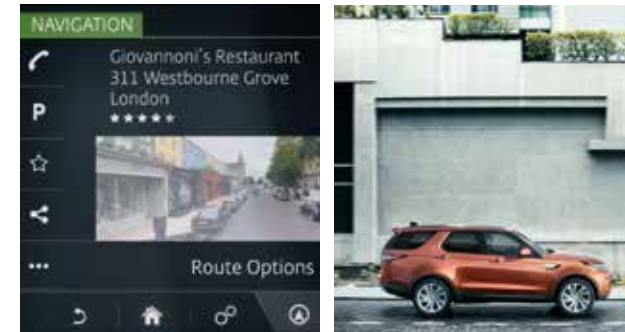 NAVIGATION
Giovannoni's Restaurant
311 Westbourne Grove
London
P
Route Options